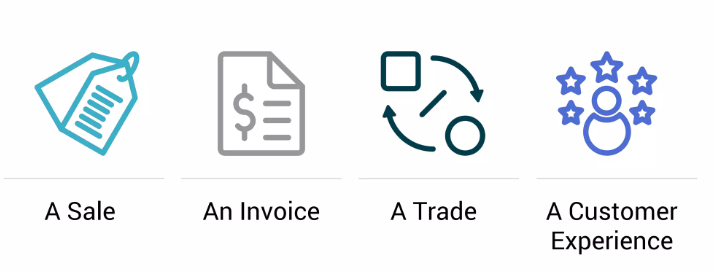 $
A Sale
An Invoice
A Trade
A Customer
Experience